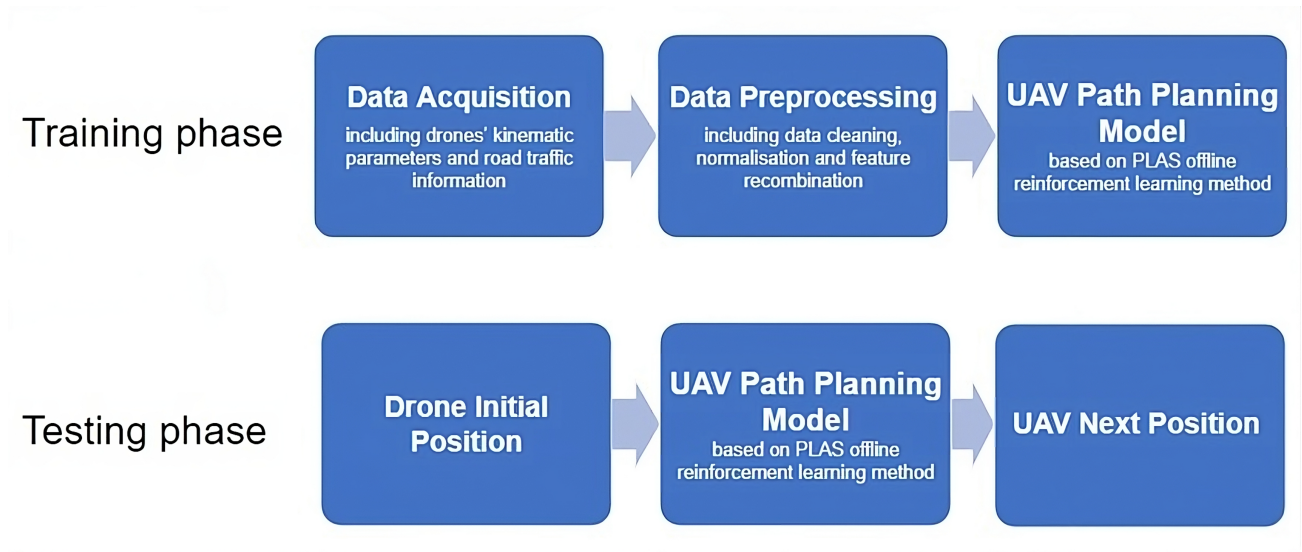 Training phase
Data Acquisition
including drones' kinematic
parameters and road traffic
information
Data Preprocessing
including data cleaning,
normalisation and feature
recombination
UAV Path Planning
Model
based on PLAS offline
reinforcement learning method
Testing phase
Drone Initial
Position
UAV Path Planning
Model
based on PLAS offline
reinforcement learning method
UAV Next Position